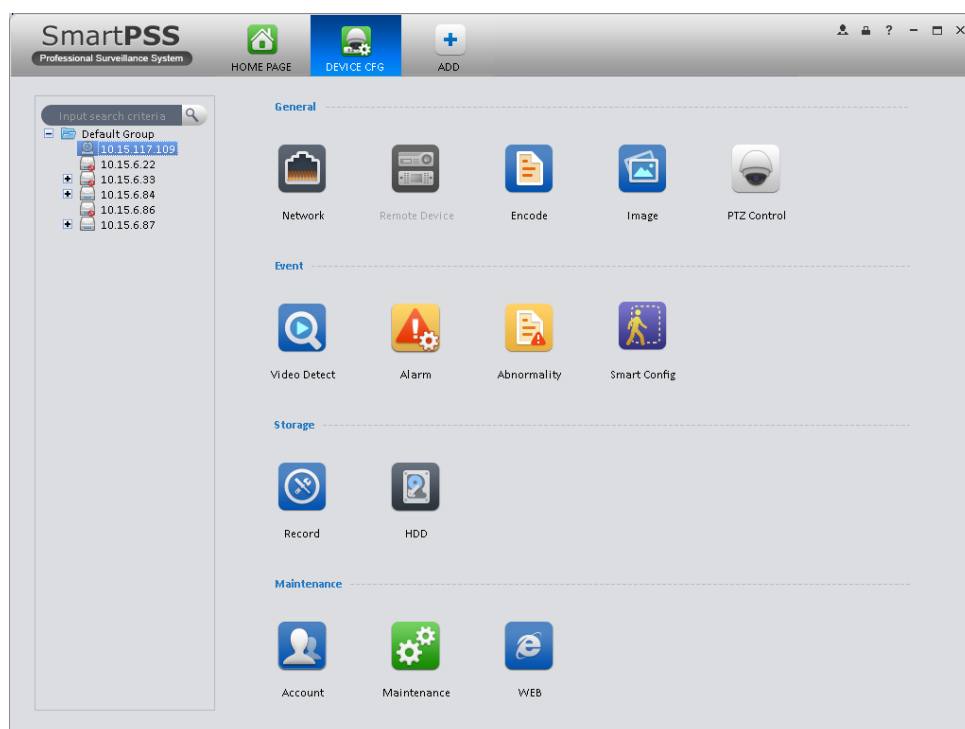 SmartPSS
Professional Surveillance System
HOME PAGE
DEVICE CFG
ADD
?
Input search criteria
Default Group
10.15.117.109
10.15.6.22
10.15.6.33
10.15.6.84
10.15.6.86
10.15.6.87
General
Network
Remote Device
Encode
Image
PTZ Control
Event
Video Detect
Alarm
Abnormality
Smart Config
Storage
Record
HDD
Maintenance
Account
Maintenance
WEB